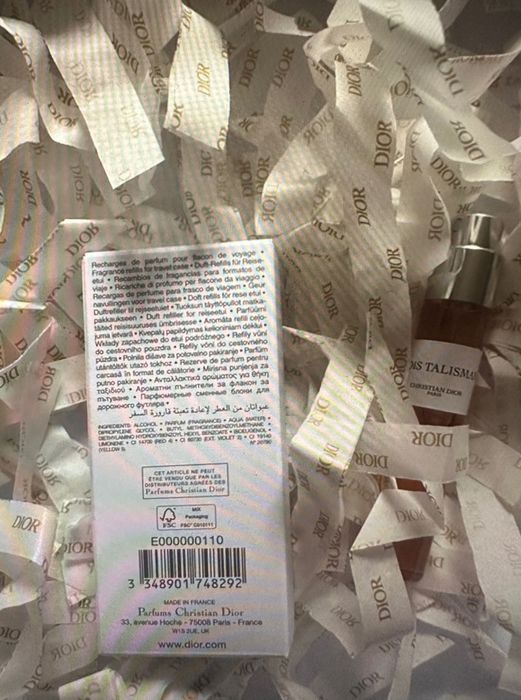 Recharges de parfum pour flacon de voyage •
Fragrance refills for travel case • Duft-Refills für Reise-
etui • Recambios de fragancias para formatos de
viaje • Ricariche di profumo per flacone da viaggio •
Recargas de perfume para frasco de viagem • Geur
navullingen voor travel case • Doft refills för rese etui •
Duftrefiller til rejseetuiet • Tuoksun täyttöpullot matka-
pakkaukseen • Duft refiller for reiseetui • Parfüümi
täited reisisuuruses ümbrisesse • Aromāta refill ceļo-
juma ietvarā • Kvepalų papildymas kelioniniam dėklui •
Wkłady zapachowe do etui podróżnego • Refily vůní
do cestovního pouzdra • Refily vôní do cestovného
púzdra • Polnila dišave za potovalno pakiranje • Parfüm
utántöltők utazó tokhoz • Rezerve de parfum pentru
carcasă în format de călătorie • Mirisna punjenja za
putno pakiranje • Ανταλλακτικά αρώματος για θήκη
ταξιδιού • Ароматни пълнители за флакон за
пътуване • Парфюмерные сменные блоки для
дорожного футляра •
عبوات من العطر لإعادة تعبئة قارورة السفر
INGREDIENTS: ALCOHOL • PARFUM (FRAGRANCE) • AQUA (WATER) •
DIPROPYLENE GLYCOL • BUTYL METHOXYDIBENZOYLMETHANE •
DIETHYLAMINO HYDROXYBENZOYL HEXYL BENZOATE •
LIMONENE • CI 14700 (RED 4) • CI 60730 (EXT. VIOLET 2) • CI 19140
(YELLOW 5).
CET ARTICLE NE PEUT
ÊTRE VENDU QUE PAR LES
DISTRIBUTEURS AGRÉÉS DES
Parfums Christian Dior
FSC
MIX
Packaging
FSC® C010111
E000000110
3 348901 748292
MADE IN FRANCE
Parfums Christian Dior
33, avenue Hoche - 75008 Paris - France
W1S 2UE, UK
www.dior.com
TALISMAN
CHRISTIAN DIOR
PARIS
DIOR
DIOR
DIOR
DIOR
DIOR
DIOR
DIOR
DIOR